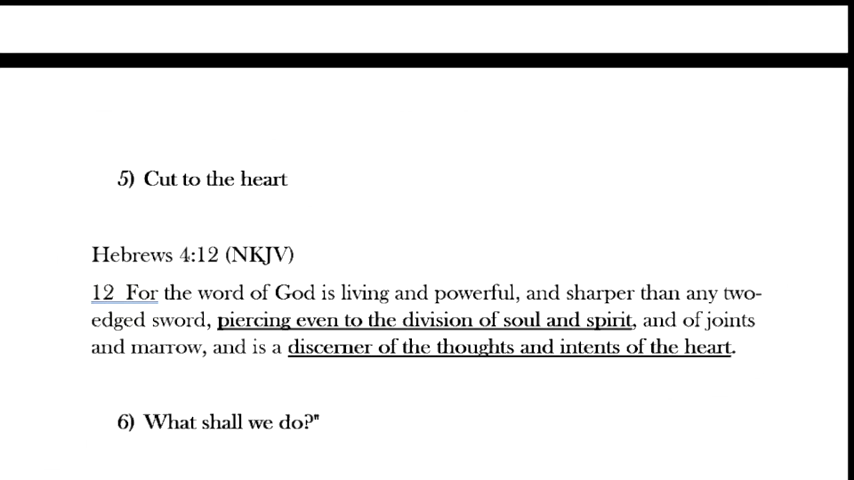 5) Cut to the heart
Hebrews 4:12 (NKJV)
12 For the word of God is living and powerful, and sharper than any two-
edged sword, piercing even to the division of soul and spirit, and of joints
and marrow, and is a discerner of the thoughts and intents of the heart.
6) What shall we do?"